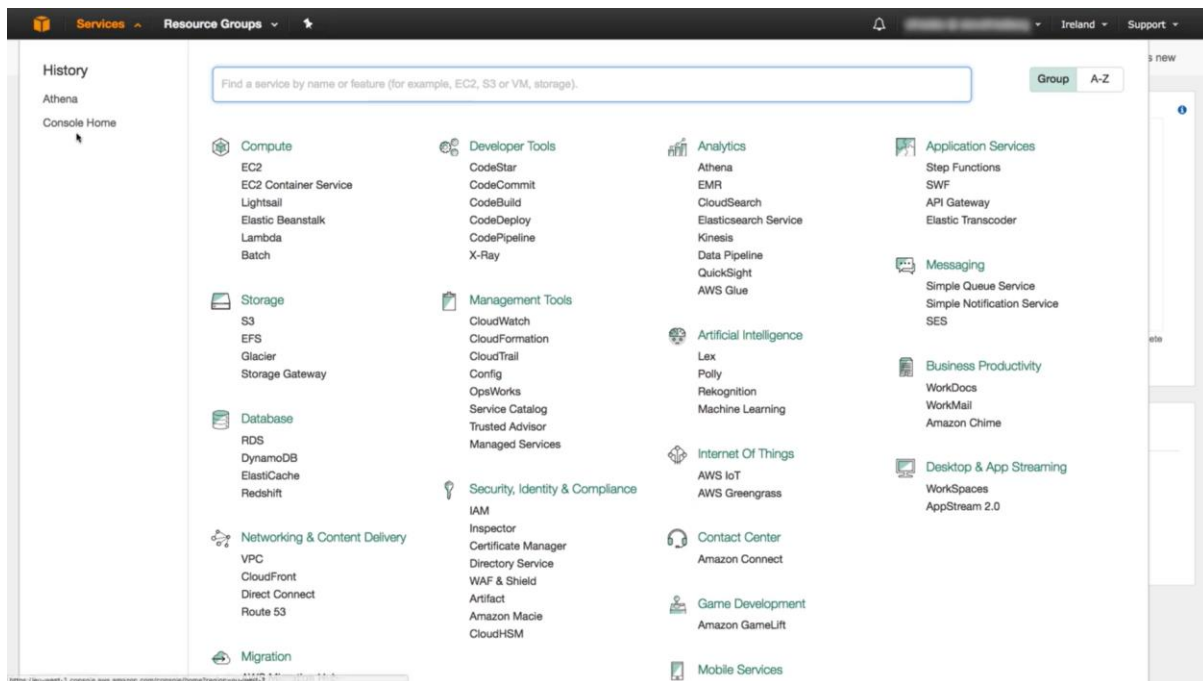 Services
Resource Groups
Ireland
Support
s new
History
Athena
Console Home
Find a service by name or feature (for example, EC2, S3 or VM, storage).
Group
A-Z
Compute
EC2
EC2 Container Service
Lightsail
Elastic Beanstalk
Lambda
Batch
Storage
S3
EFS
Glacier
Storage Gateway
Database
RDS
DynamoDB
ElastiCache
Redshift
Networking & Content Delivery
VPC
CloudFront
Direct Connect
Route 53
Migration
Developer Tools
CodeStar
CodeCommit
CodeBuild
CodeDeploy
CodePipeline
X-Ray
Management Tools
CloudWatch
CloudFormation
CloudTrail
Config
OpsWorks
Service Catalog
Trusted Advisor
Managed Services
Security, Identity & Compliance
IAM
Inspector
Certificate Manager
Directory Service
WAF & Shield
Artifact
Amazon Macie
CloudHSM
Analytics
Athena
EMR
CloudSearch
Elasticsearch Service
Kinesis
Data Pipeline
QuickSight
AWS Glue
Artificial Intelligence
Lex
Polly
Rekognition
Machine Learning
Internet Of Things
AWS IoT
AWS Greengrass
Contact Center
Amazon Connect
Game Development
Amazon GameLift
Mobile Services
Application Services
Step Functions
SWF
API Gateway
Elastic Transcoder
Messaging
Simple Queue Service
Simple Notification Service
SES
Business Productivity
WorkDocs
WorkMail
Amazon Chime
Desktop & App Streaming
WorkSpaces
AppStream 2.0
ete